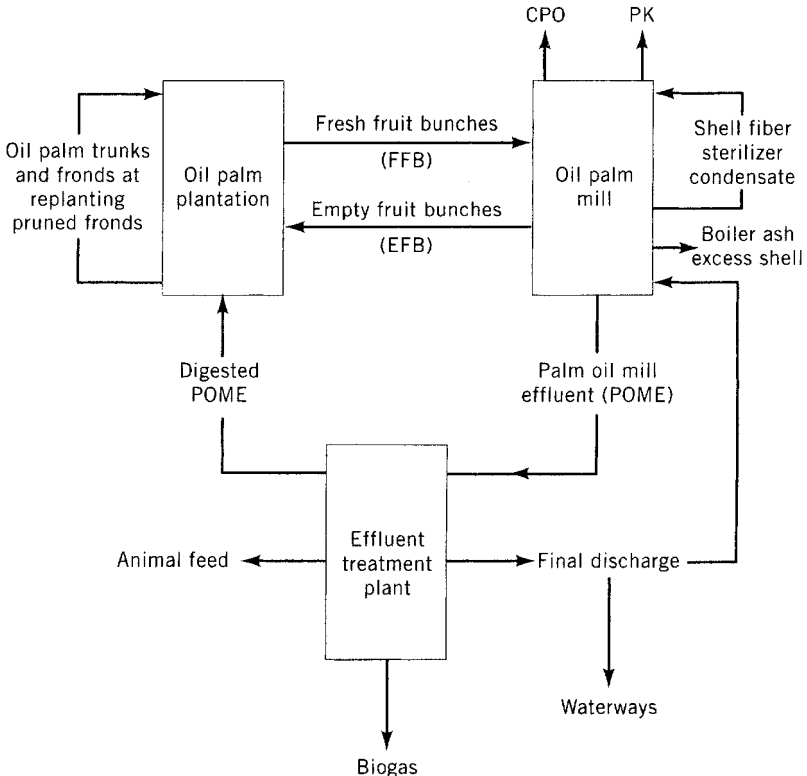 CPO
PK
Oil palm trunks
and fronds at
replanting
pruned fronds
Oil palm
plantation
Fresh fruit bunches
(FFB)
Empty fruit bunches
(EFB)
Oil palm
mill
Shell fiber
sterilizer
condensate
Boiler ash
excess shell
Digested
POME
Palm oil mill
effluent (POME)
Animal feed
Effluent
treatment
plant
Final discharge
Waterways
Biogas